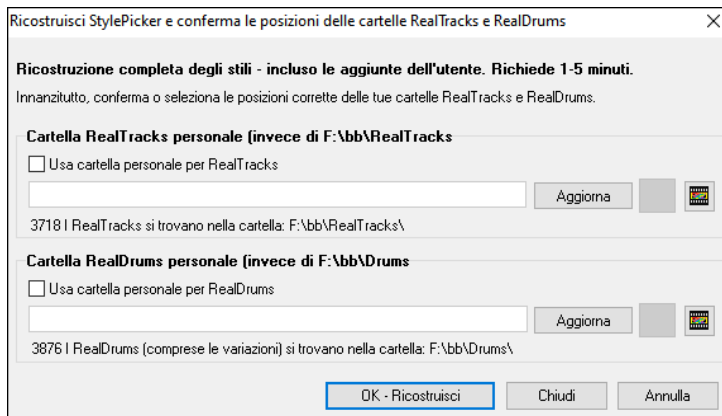 Ricostruisci StylePicker e conferma le posizioni delle cartelle RealTracks e RealDrums
Ricostruzione completa degli stili - incluso le aggiunte dell'utente. Richiede 1-5 minuti.
Innanzitutto, conferma o seleziona le posizioni corrette delle tue cartelle RealTracks e RealDrums.
Cartella RealTracks personale (invece di F:\bb\RealTracks
Usa cartella personale per RealTracks
Aggiorna
3718 I RealTracks si trovano nella cartella: F:\bb\RealTracks\
Cartella RealDrums personale (invece di F:\bb\Drums
Usa cartella personale per RealDrums
Aggiorna
3876 I RealDrums (comprese le variazioni) si trovano nella cartella: F:\bb\Drums\
OK - Ricostruisci Chiudi Annulla